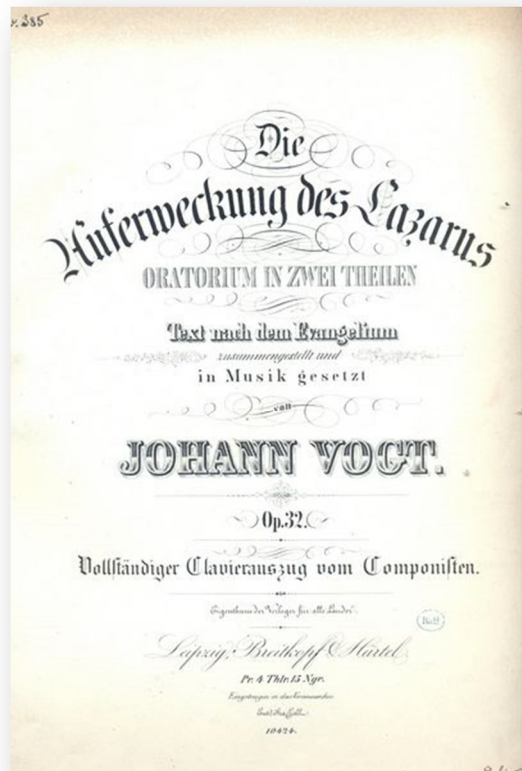 385
Die
Auferweckung des Lazarus
ORATORIUM IN ZWEI THEILEN
Text nach dem Evangelium
zusammengestellt und
in Musik gesetzt
von
JOHANN VOGT.
Op. 32.
Vollständiger Clavierauszug vom Componisten.
Eigenthum der Verleger für alle Länder.
Leipzig, Breitkopf & Härtel.
Pr. 4 Thlr. 15 Ngr.
10424.